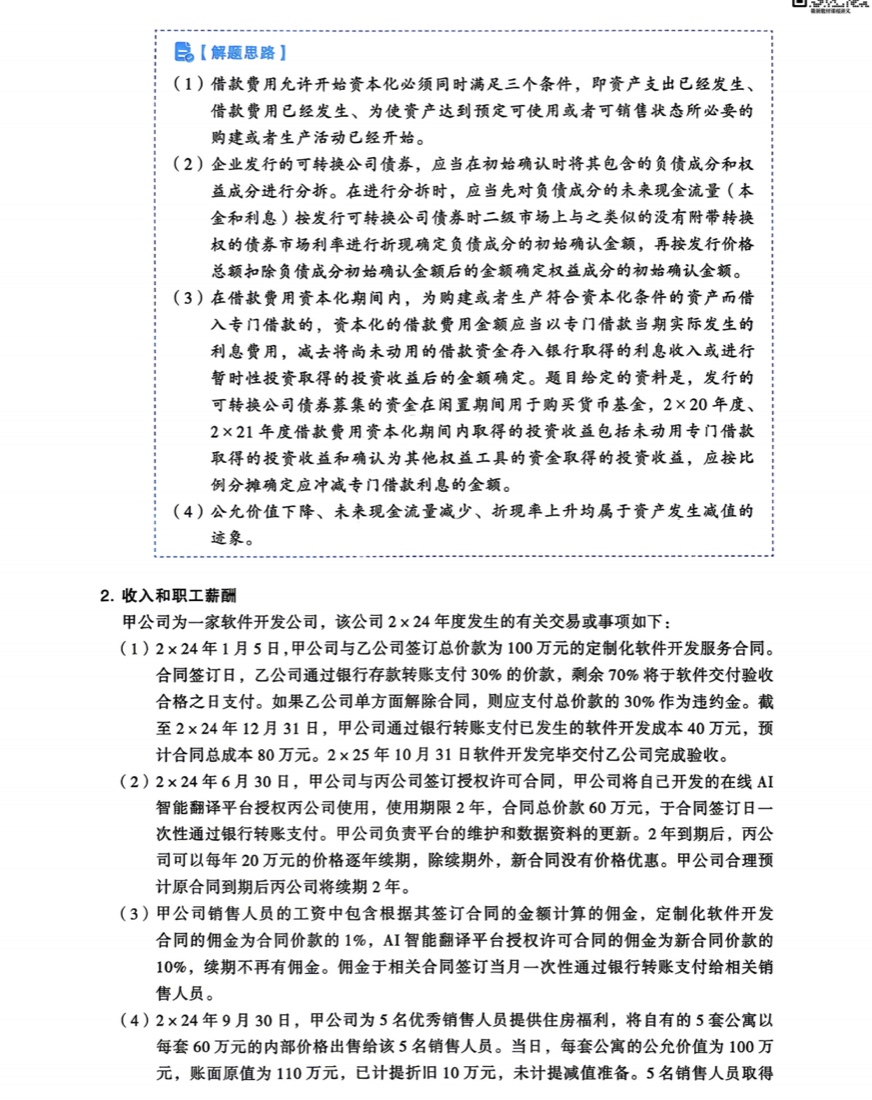 【解题思路】
（1）借款费用允许开始资本化必须同时满足三个条件，即资产支出已经发生、
借款费用已经发生、为使资产达到预定可使用或者可销售状态所必要的
购建或者生产活动已经开始。
（2）企业发行的可转换公司债券，应当在初始确认时将其包含的负债成分和权
益成分进行分拆。在进行分拆时，应当先对负债成分的未来现金流量（本
金和利息）按发行可转换公司债券时二级市场上与之类似的没有附带转换
权的债券市场利率进行折现确定负债成分的初始确认金额，再按发行价格
总额扣除负债成分初始确认金额后的金额确定权益成分的初始确认金额。
（3）在借款费用资本化期间内，为购建或者生产符合资本化条件的资产而借
入专门借款的，资本化的借款费用金额应当以专门借款当期实际发生的
利息费用，减去将尚未动用的借款资金存入银行取得的利息收入或进行
暂时性投资取得的投资收益后的金额确定。题目给定的资料是，发行的
可转换公司债券募集的资金在闲置期间用于购买货币基金，2×20年度、
2×21年度借款费用资本化期间内取得的投资收益包括未动用专门借款
取得的投资收益和确认为其他权益工具的资金取得的投资收益，应按比
例分摊确定应冲减专门借款利息的金额。
（4）公允价值下降、未来现金流量减少、折现率上升均属于资产发生减值的
迹象。
2. 收入和职工薪酬
甲公司为一家软件开发公司，该公司2×24年度发生的有关交易或事项如下：
（1）2×24年1月5日，甲公司与乙公司签订总价款为100万元的定制化软件开发服务合同。
合同签订日，乙公司通过银行存款转账支付30%的价款，剩余70%将于软件交付验收
合格之日支付。如果乙公司单方面解除合同，则应支付总价款的30%作为违约金。截
至2×24年12月31日，甲公司通过银行转账支付已发生的软件开发成本40万元，预
计合同总成本80万元。2×25年10月31日软件开发完毕交付乙公司完成验收。
（2）2×24年6月30日，甲公司与丙公司签订授权许可合同，甲公司将自己开发的在线AI
智能翻译平台授权丙公司使用，使用期限2年，合同总价款60万元，于合同签订日一
次性通过银行转账支付。甲公司负责平台的维护和数据资料的更新。2年到期后，丙公
司可以每年20万元的价格逐年续期，除续期外，新合同没有价格优惠。甲公司合理预
计原合同到期后丙公司将续期2年。
（3）甲公司销售人员的工资中包含根据其签订合同的金额计算的佣金，定制化软件开发
合同的佣金为合同价款的1%，AI智能翻译平台授权许可合同的佣金为新合同价款的
10%，续期不再有佣金。佣金于相关合同签订当月一次性通过银行转账支付给相关销
售人员。
（4）2×24年9月30日，甲公司为5名优秀销售人员提供住房福利，将自有的5套公寓以
每套60万元的内部价格出售给该5名销售人员。当日，每套公寓的公允价值为100万
元，账面原值为110万元，已计提折旧10万元，未计提减值准备。5名销售人员取得